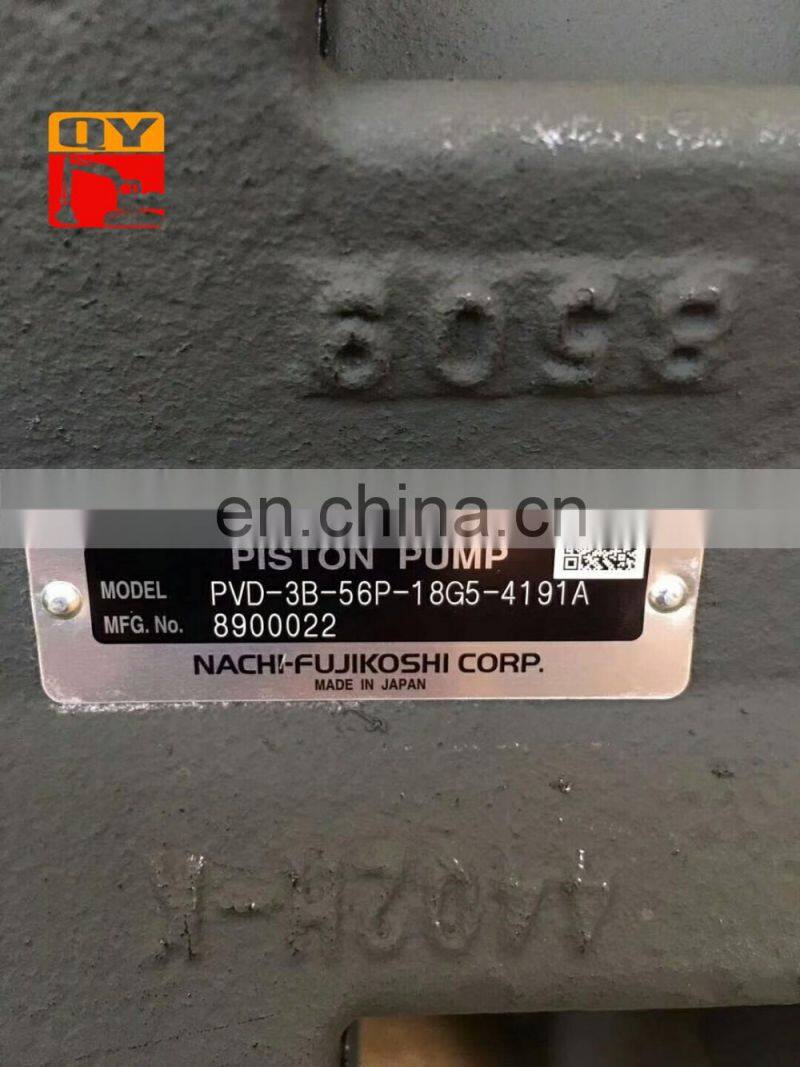 QY
en.china.cn
PISTON PUMP
MODEL PVD-3B-56P-18G5-4191A
MFG. No. 8900022
NACHI-FUJIKOSHI CORP.
MADE IN JAPAN